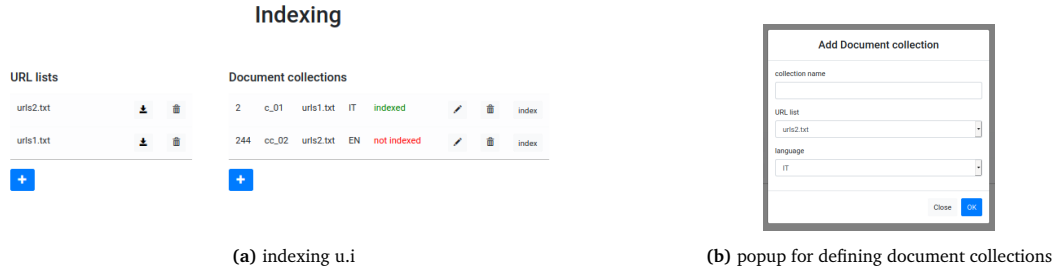 Indexing
URL lists
urls2.txt
urls1.txt
Document collections
2 c_01 urls1.txt IT indexed index
244 cc_02 urls2.txt EN not indexed index
(a) indexing u.i
Add Document collection
collection name
URL list
urls2.txt
language
IT
Close OK
(b) popup for defining document collections